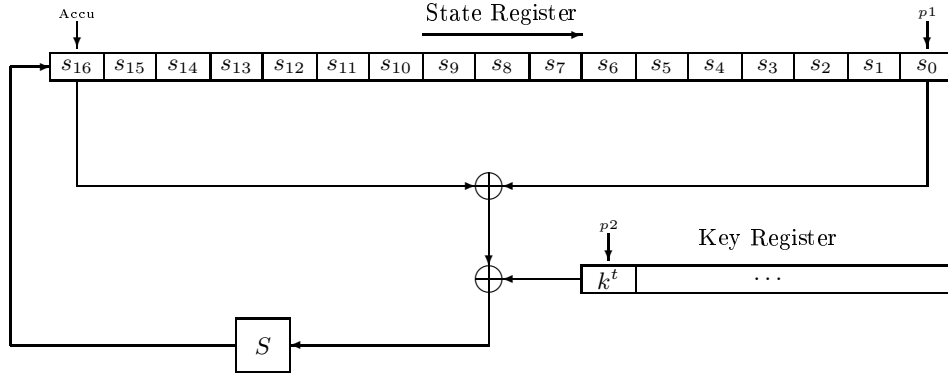 State Register
Accu
p1
s₁₆ s₁₅ s₁₄ s₁₃ s₁₂ s₁₁ s₁₀ s₉ s₈ s₇ s₆ s₅ s₄ s₃ s₂ s₁ s₀
p2
Key Register
kᵗ ···
S